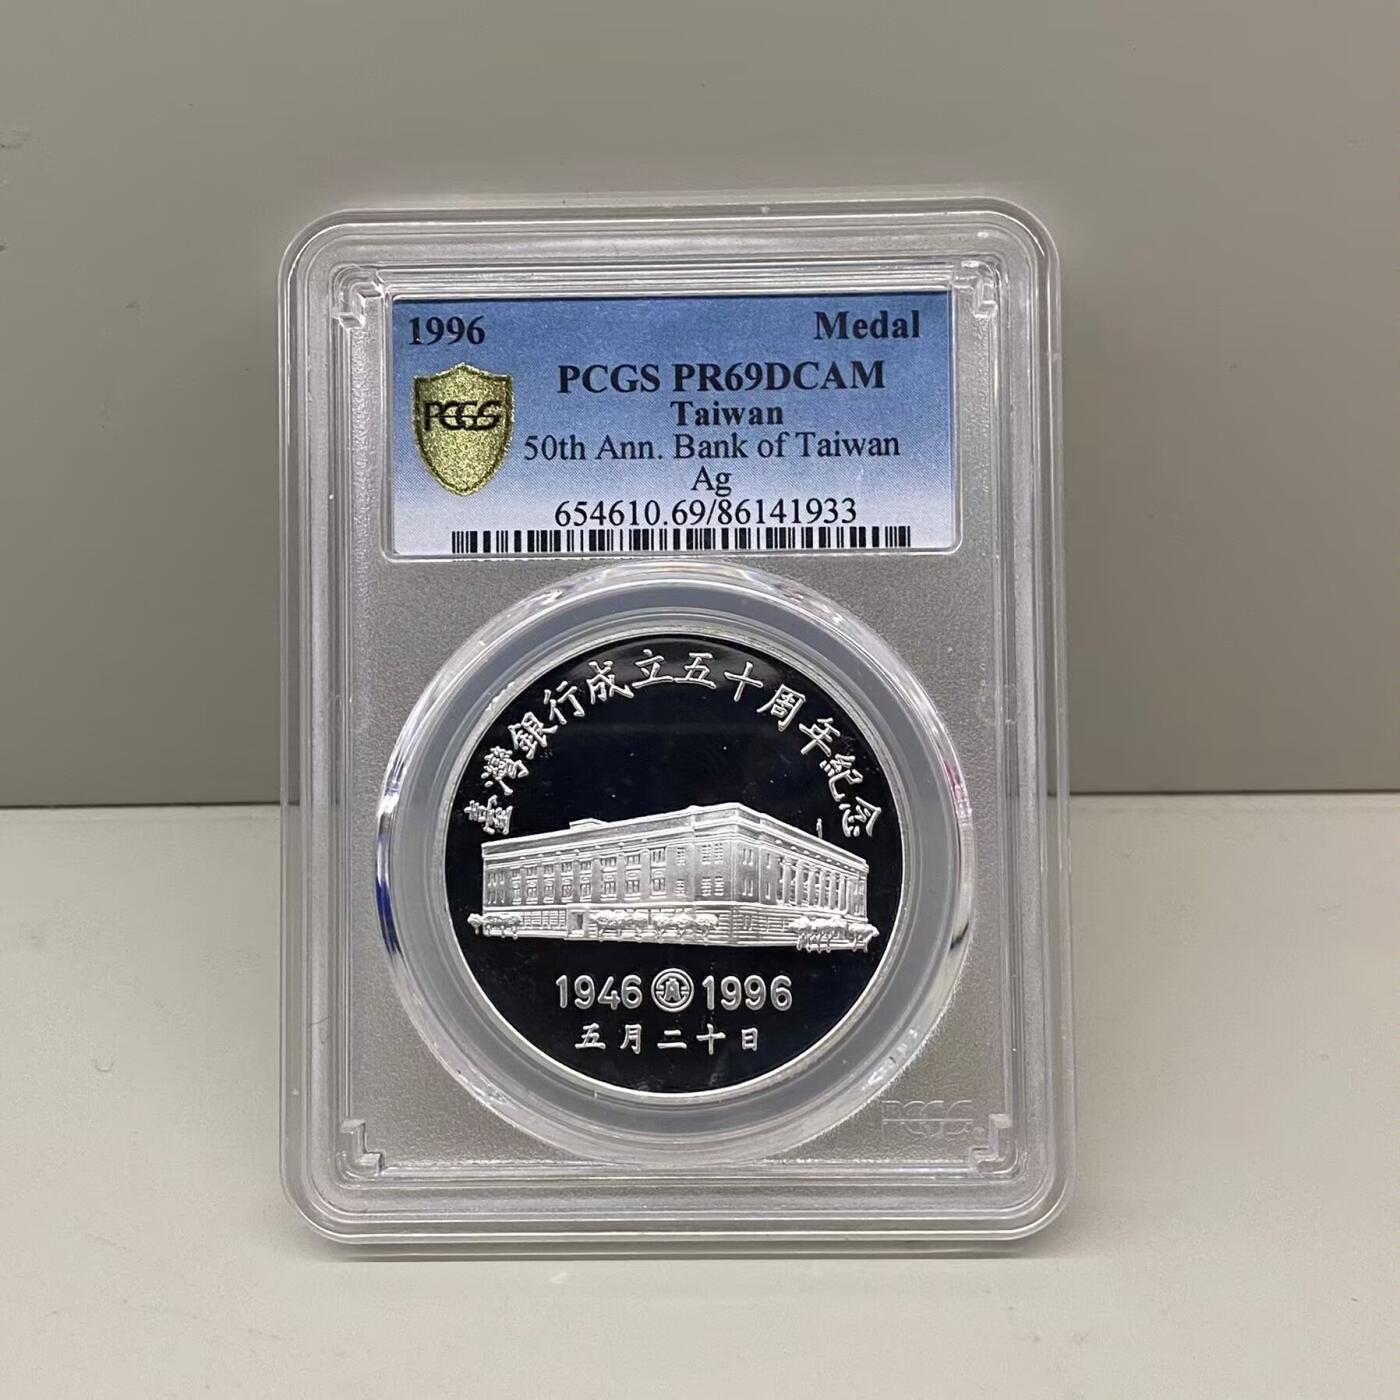 1996 Medal
PCGS PR69DCAM
PCGS
Taiwan
50th Ann. Bank of Taiwan
Ag
654610.69/86141933
臺灣銀行成立五十周年紀念
1946 1996
五月二十日
PCGS